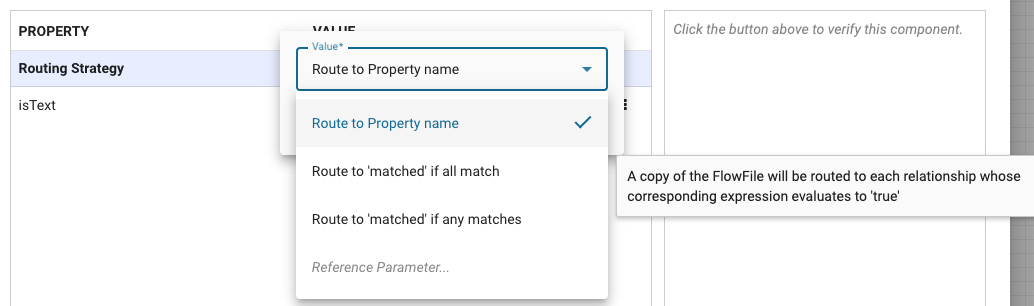 PROPERTY
VALUE
Click the button above to verify this component.
Value*
Routing Strategy
Route to Property name
isText
Route to Property name
Route to 'matched' if all match
A copy of the FlowFile will be routed to each relationship whose
corresponding expression evaluates to 'true'
Route to 'matched' if any matches
Reference Parameter...